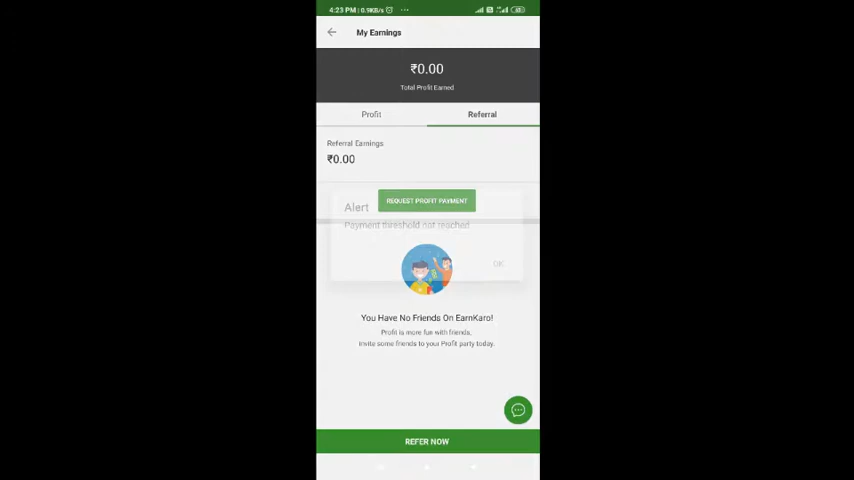 4:23 PM | 0.9KB/s
My Earnings
₹0.00
Total Profit Earned
Profit
Referral
Referral Earnings
₹0.00
REQUEST PROFIT PAYMENT
Alert
Payment threshold not reached
OK
You Have No Friends On EarnKaro!
Profit is more fun with friends,
Invite some friends to your Profit party today.
REFER NOW